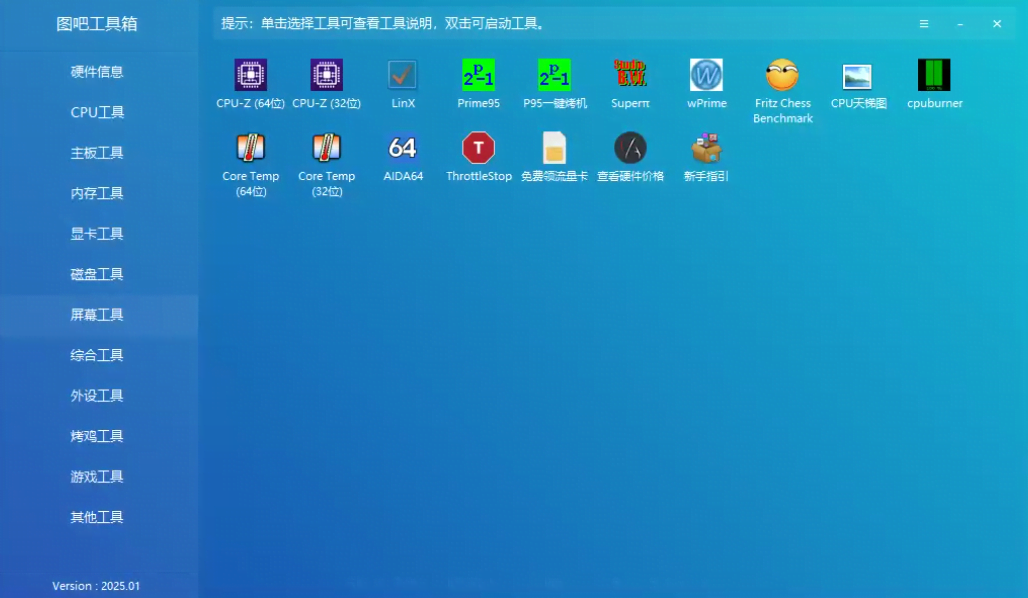 图吧工具箱
硬件信息
CPU工具
主板工具
内存工具
显卡工具
磁盘工具
屏幕工具
综合工具
外设工具
烤鸡工具
游戏工具
其他工具
Version : 2025.01
提示：单击选择工具可查看工具说明，双击可启动工具。
CPU-Z (64位) CPU-Z (32位) LinX Prime95 P95一键烤机 Superπ wPrime Fritz Chess CPU天梯图 cpuburner
Benchmark
Core Temp Core Temp AIDA64 ThrottleStop 免费领流量卡 查看硬件价格 新手指引
(64位) (32位)